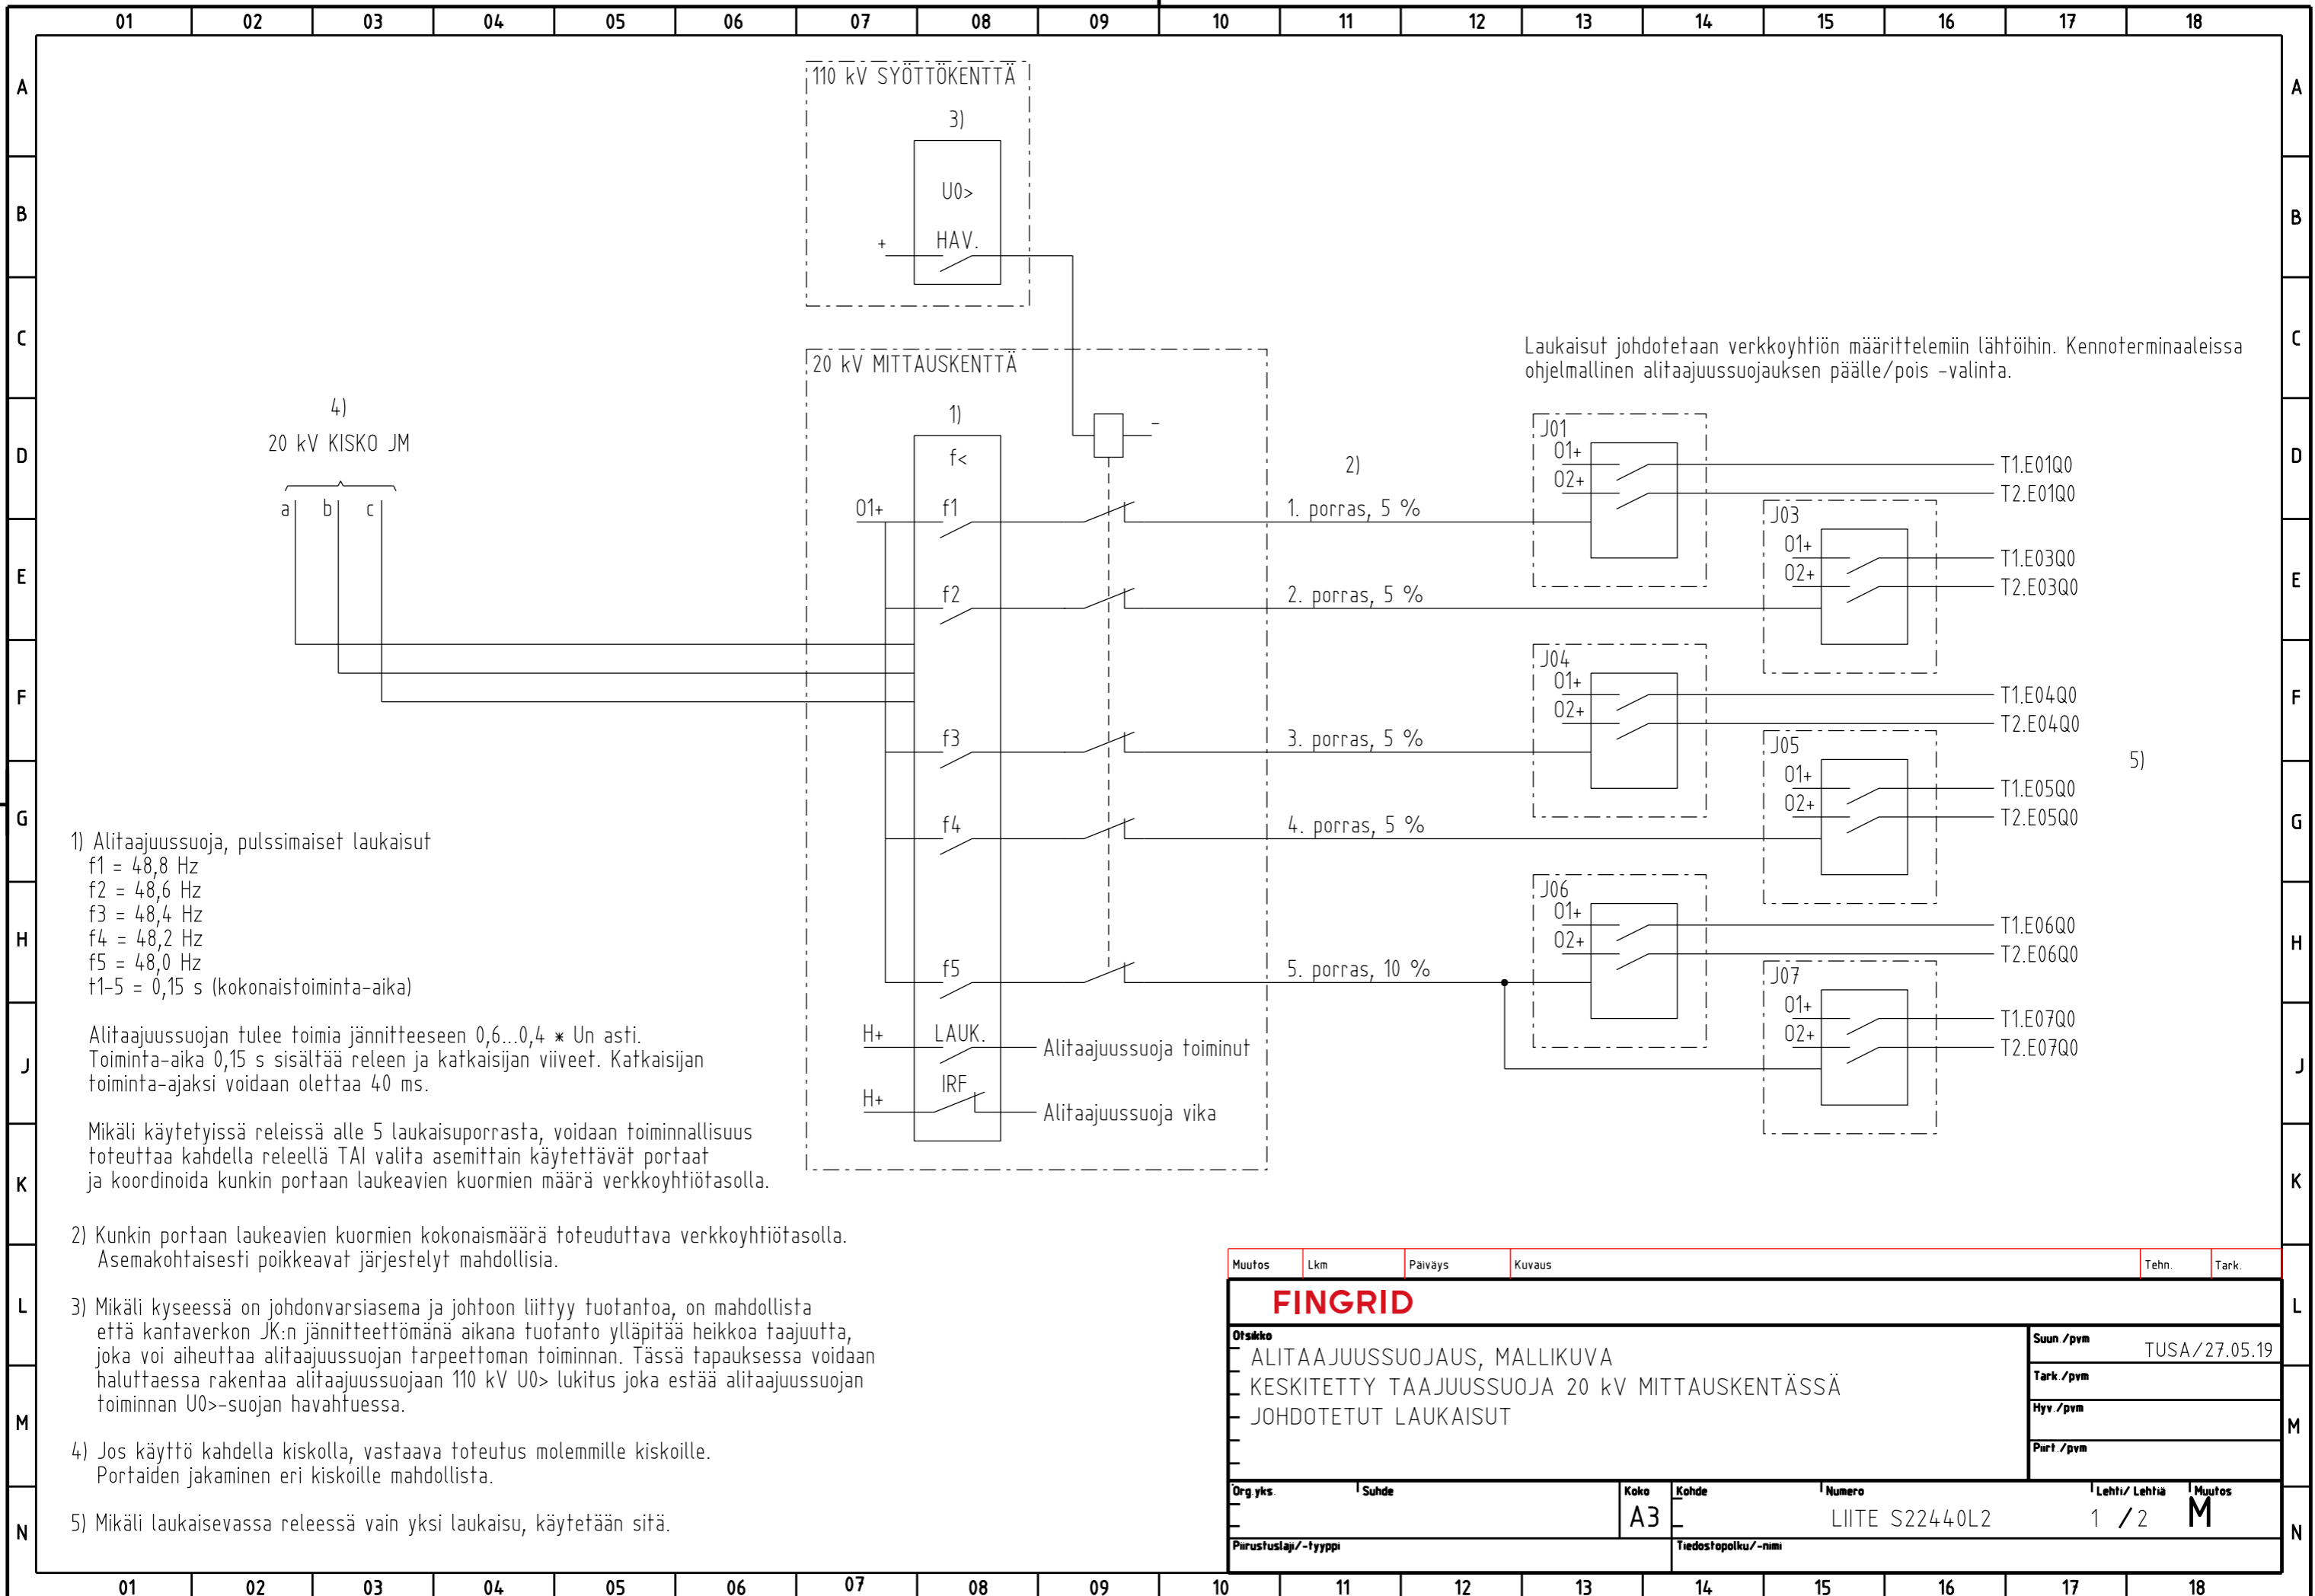 01 02 03 04 05 06 07 08 09 10 11 12 13 14 15 16 17 18
A A
B B
C C
D D
E E
F F
G G
H H
J J
K K
L L
M M
N N
110 kV SYÖTTÖKENTTÄ
3)
U0>
+ HAV.
20 kV MITTAUSKENTTÄ
1)
f<
-
4)
20 kV KISKO JM
a b c
01+ f1
f2
f3
f4
f5
H+ LAUK. Alitaajuussuoja toiminut
H+ IRF Alitaajuussuoja vika
2)
1. porras, 5 %
2. porras, 5 %
3. porras, 5 %
4. porras, 5 %
5. porras, 10 %
Laukaisut johdotetaan verkkoyhtiön määrittelemiin lähtöihin. Kennoterminaaleissa
ohjelmallinen alitaajuussuojauksen päälle/pois -valinta.
J01
01+ T1.E01Q0
02+ T2.E01Q0
J03
01+ T1.E03Q0
02+ T2.E03Q0
J04
01+ T1.E04Q0
02+ T2.E04Q0
J05
01+ T1.E05Q0
02+ T2.E05Q0
5)
J06
01+ T1.E06Q0
02+ T2.E06Q0
J07
01+ T1.E07Q0
02+ T2.E07Q0
1) Alitaajuussuoja, pulssimaiset laukaisut
f1 = 48,8 Hz
f2 = 48,6 Hz
f3 = 48,4 Hz
f4 = 48,2 Hz
f5 = 48,0 Hz
t1-5 = 0,15 s (kokonaistoiminta-aika)
Alitaajuussuojan tulee toimia jännitteeseen 0,6...0,4 * Un asti.
Toiminta-aika 0,15 s sisältää releen ja katkaisijan viiveet. Katkaisijan
toiminta-ajaksi voidaan olettaa 40 ms.
Mikäli käytetyissä releissä alle 5 laukaisuporrasta, voidaan toiminnallisuus
toteuttaa kahdella releellä TAI valita asemittain käytettävät portaat
ja koordinoida kunkin portaan laukeavien kuormien määrä verkkoyhtiötasolla.
2) Kunkin portaan laukeavien kuormien kokonaismäärä toteuduttava verkkoyhtiötasolla.
Asemakohtaisesti poikkeavat järjestelyt mahdollisia.
3) Mikäli kyseessä on johdonvarsiasema ja johtoon liittyy tuotantoa, on mahdollista
että kantaverkon JK:n jännitteettömänä aikana tuotanto ylläpitää heikkoa taajuutta,
joka voi aiheuttaa alitaajuussuojan tarpeettoman toiminnan. Tässä tapauksessa voidaan
haluttaessa rakentaa alitaajuussuojaan 110 kV U0> lukitus joka estää alitaajuussuojan
toiminnan U0>-suojan havahtuessa.
4) Jos käyttö kahdella kiskolla, vastaava toteutus molemmille kiskoille.
Portaiden jakaminen eri kiskoille mahdollista.
5) Mikäli laukaisevassa releessä vain yksi laukaisu, käytetään sitä.
Muutos Lkm Päiväys Kuvaus Tehn. Tark.
FINGRID
Otsikko
ALITAAJUUSSUOJAUS, MALLIKUVA
KESKITETTY TAAJUUSSUOJA 20 kV MITTAUSKENTÄSSÄ
JOHDOTETUT LAUKAISUT
Suun./pvm TUSA/27.05.19
Tark./pvm
Hyv./pvm
Piirt./pvm
Org.yks. Suhde Koko Kohde Numero Lehti/ Lehtiä Muutos
A3 LIITE S22440L2 1 / 2 M
Piirustuslaji/-tyyppi Tiedostopolku/-nimi
01 02 03 04 05 06 07 08 09 10 11 12 13 14 15 16 17 18